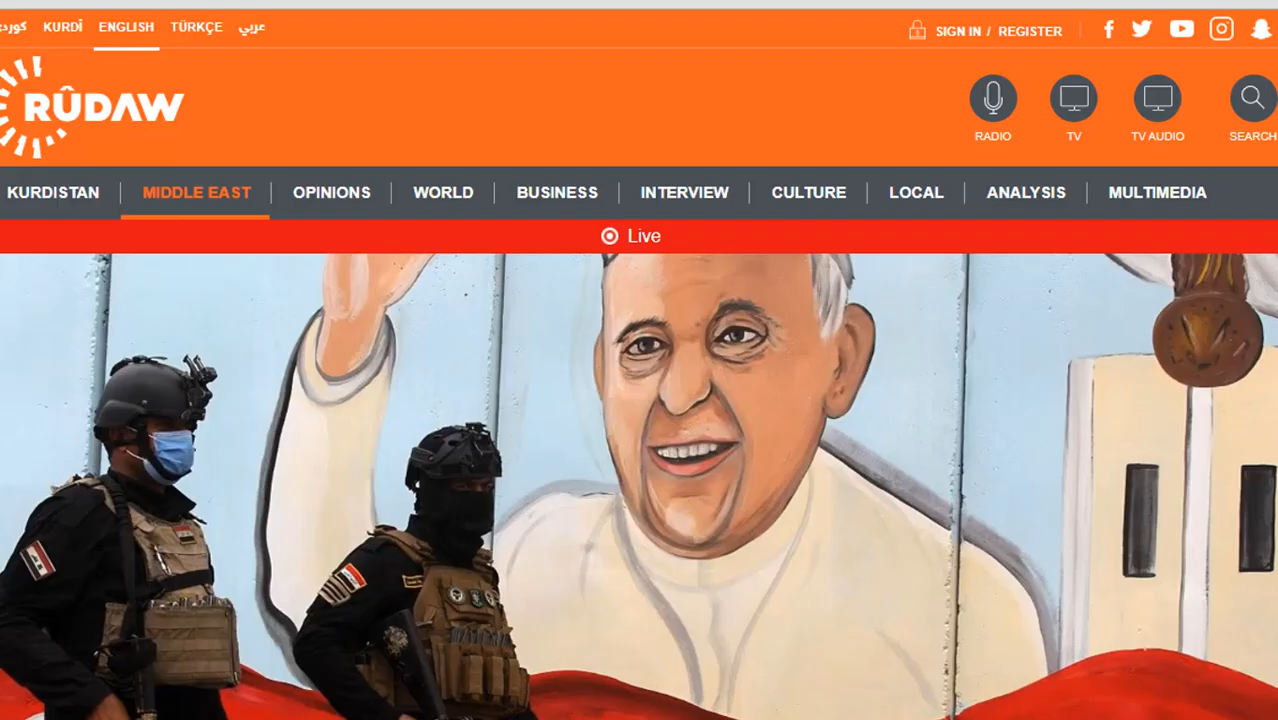 KURDÎ ENGLISH TÜRKÇE عربي
SIGN IN / REGISTER
RÛDAW
RADIO TV TV AUDIO SEARCH
KURDISTAN MIDDLE EAST OPINIONS WORLD BUSINESS INTERVIEW CULTURE LOCAL ANALYSIS MULTIMEDIA
Live